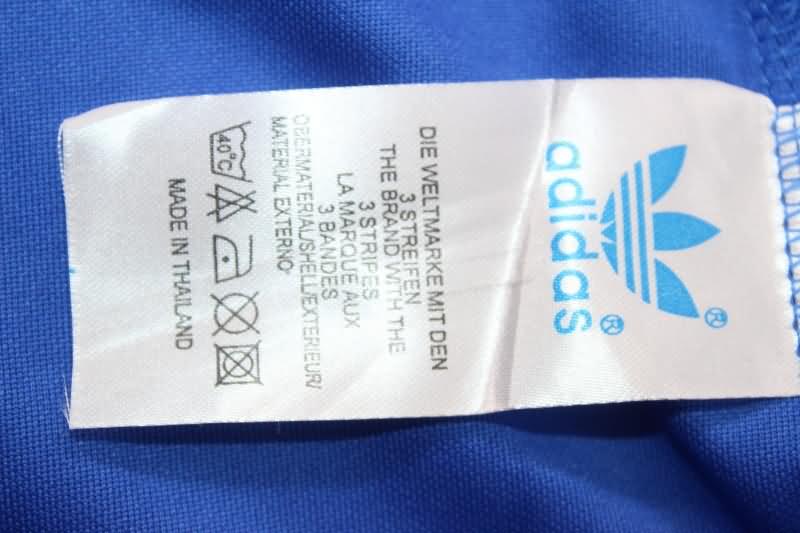 adidas®
®
DIE WELTMARKE MIT DEN
3 STREIFEN
THE BRAND WITH THE
3 STRIPES
LA MARQUE AUX
3 BANDES
OBERMATERIAL/SHELL/EXTERIEUR/
MATERIAL EXTERNO
40°C
MADE IN THAILAND